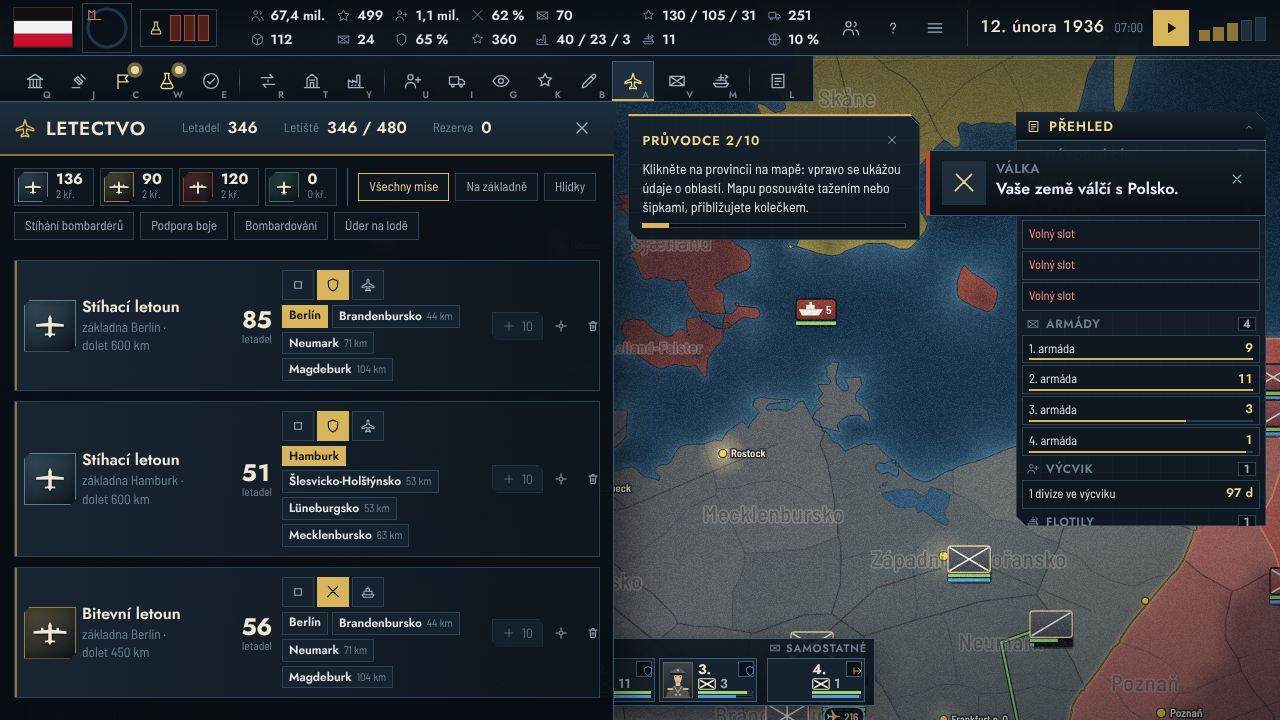 67,4 mil. 499 1,1 mil. 62 % 70 130 / 105 / 31 251
112 24 65 % 360 40 / 23 / 3 11 10 %
? 12. února 1936 07:00
Q J C W E R T Y U I G K B A V M L
LETECTVO Letadel 346 Letiště 346 / 480 Rezerva 0
136 2 kř. 90 2 kř. 120 2 kř. 0 0 kř.
Všechny mise Na základně Hlídky
Stíhání bombardérů Podpora boje Bombardování Úder na lodě
Stíhací letoun
základna Berlín ·
dolet 600 km
85
letadel
Berlín Brandenbursko 44 km
Neumark 71 km
Magdeburk 104 km
+ 10
Stíhací letoun
základna Hamburk ·
dolet 600 km
51
letadel
Hamburk
Šlesvicko-Holštýnsko 53 km
Lüneburgsko 53 km
Mecklenbursko 63 km
+ 10
Bitevní letoun
základna Berlín ·
dolet 450 km
56
letadel
Berlín Brandenbursko 44 km
Neumark 71 km
Magdeburk 104 km
+ 10
PRŮVODCE 2/10
Klikněte na provincii na mapě: vpravo se ukážou
údaje o oblasti. Mapu posouváte tažením nebo
šipkami, přibližujete kolečkem.
PŘEHLED
VÁLKA
Vaše země válčí s Polskem.
Volný slot
Volný slot
Volný slot
ARMÁDY 4
1. armáda 9
2. armáda 11
3. armáda 3
4. armáda 1
VÝCVIK 1
1 divize ve výcviku 97 d
FLOTILY 1
Skåne
Sjælland
olland-Falster
5
Rostock
beck
Mecklenbursko
sko
Poznaň
Poznaň
Frankfurt n. O.
216
SAMOSTATNÉ
11
3.
3
4.
1